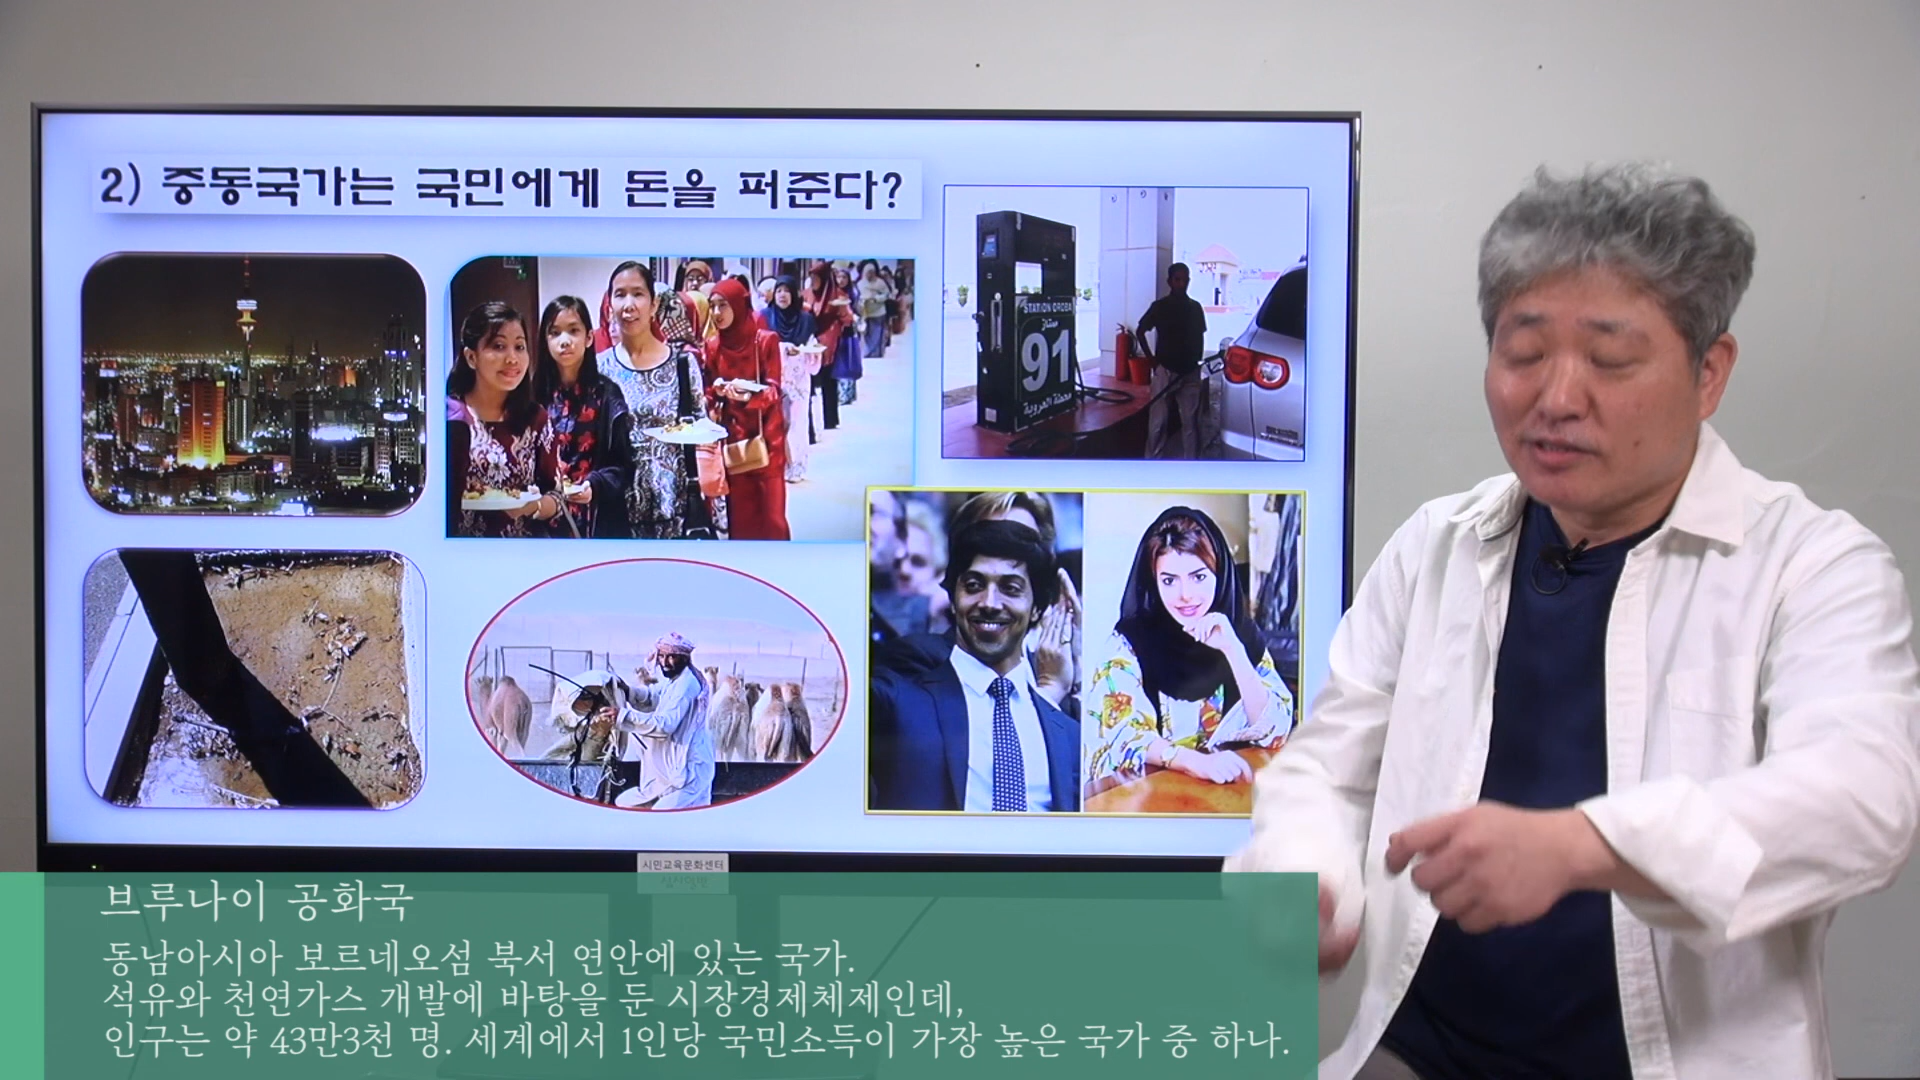 2) 중동국가는 국민에게 돈을 퍼준다?
STATION OROBA
ممتاز
91
محطة العروبة
시민교육문화센터
브루나이 공화국
동남아시아 보르네오섬 북서 연안에 있는 국가.
석유와 천연가스 개발에 바탕을 둔 시장경제체제인데,
인구는 약 43만3천 명. 세계에서 1인당 국민소득이 가장 높은 국가 중 하나.